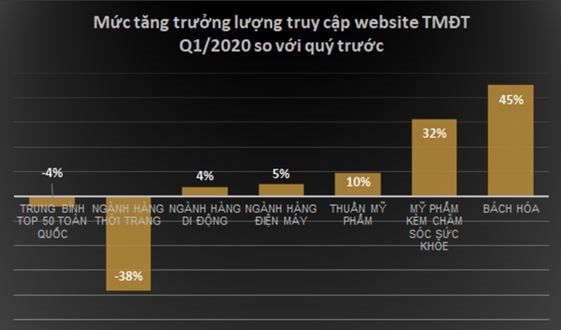 Mức tăng trưởng lượng truy cập website TMĐT
Q1/2020 so với quý trước
-4%
-38%
4%
5%
10%
32%
45%
TRUNG BÌNH
TOP 50 TOÀN
QUỐC
NGÀNH HÀNG
THỜI TRANG
NGÀNH HÀNG
DI ĐỘNG
NGÀNH HÀNG
ĐIỆN MÁY
THUẦN MỸ
PHẨM
MỸ PHẨM
KÈM CHĂM
SÓC SỨC
KHỎE
BÁCH HÓA